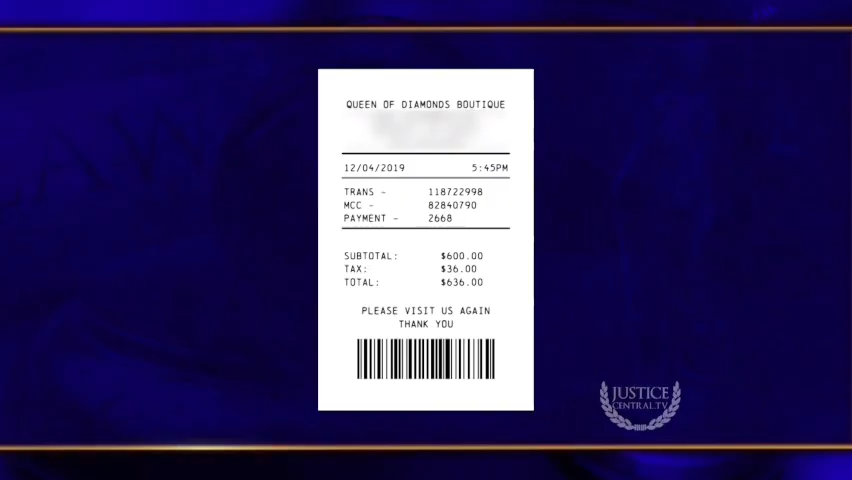 QUEEN OF DIAMONDS BOUTIQUE
12/04/2019 5:45PM
TRANS - 118722998
MCC - 82840790
PAYMENT - 2668
SUBTOTAL: $600.00
TAX: $36.00
TOTAL: $636.00
PLEASE VISIT US AGAIN
THANK YOU
JUSTICE
CENTRAL.TV